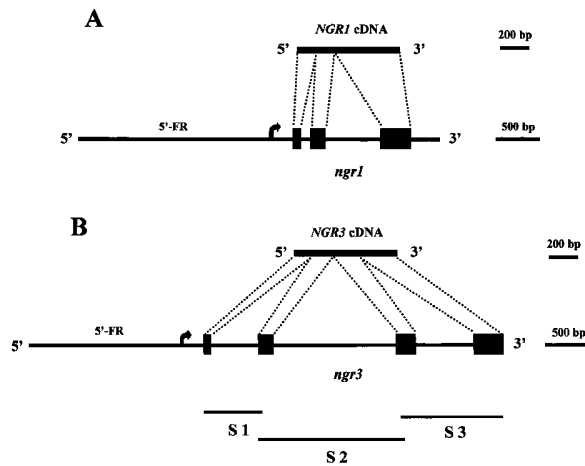 A
NGR1 cDNA
5' 3' 200 bp
5'-FR
5' 3' 500 bp
ngr1
B
NGR3 cDNA
5' 3' 200 bp
5'-FR
5' 3' 500 bp
ngr3
S 1 S 2 S 3